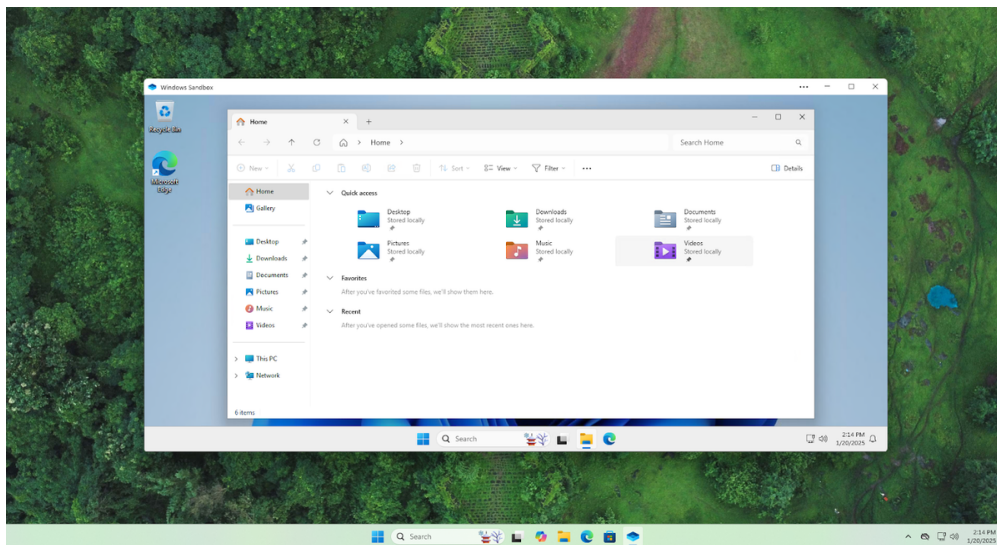 Windows Sandbox
Recycle Bin
Microsoft
Edge
Home
Home
Search Home
New
Sort
View
Filter
Details
Home
Gallery
Desktop
Downloads
Documents
Pictures
Music
Videos
This PC
Network
Quick access
Desktop
Stored locally
Downloads
Stored locally
Documents
Stored locally
Pictures
Stored locally
Music
Stored locally
Videos
Stored locally
Favorites
After you've favorited some files, we'll show them here.
Recent
After you've opened some files, we'll show the most recent ones here.
6 items
Search
2:14 PM
1/20/2025
Search
2:14 PM
1/20/2025